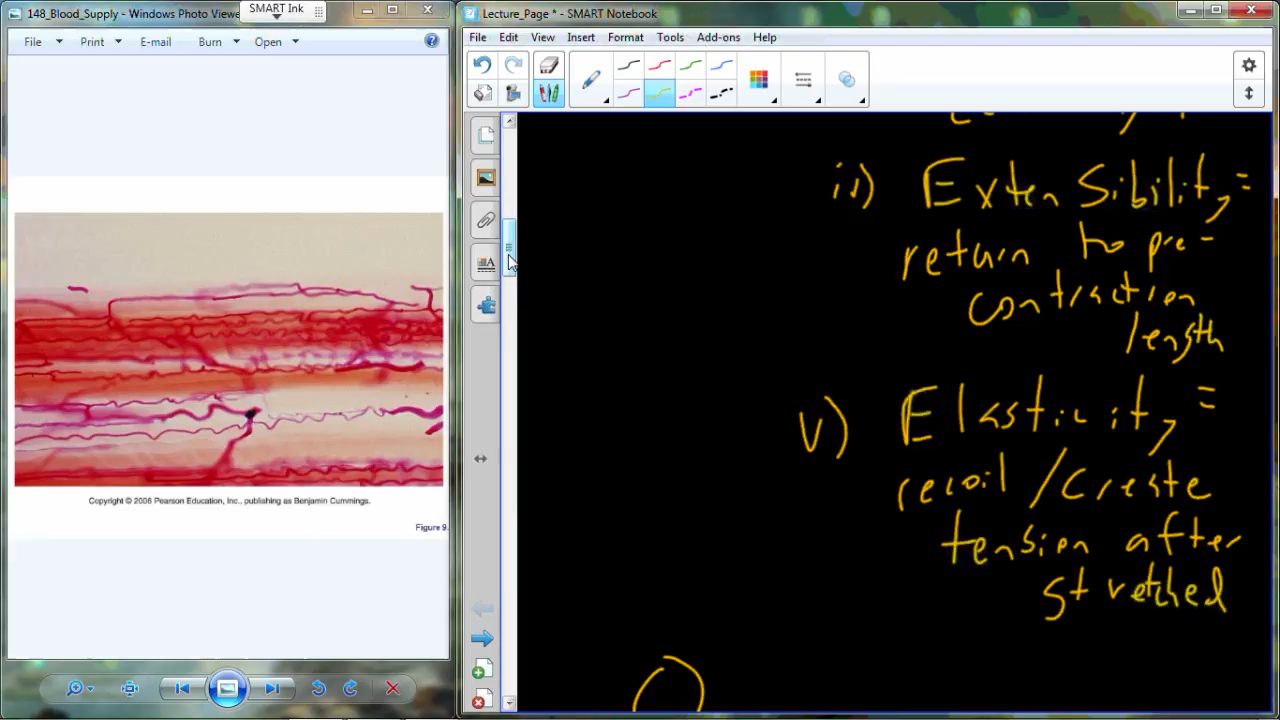 148_Blood_Supply - Windows Photo Viewe
SMART Ink
File Print E-mail Burn Open
Copyright © 2006 Pearson Education, Inc., publishing as Benjamin Cummings.
Figure 9.
Lecture_Page * - SMART Notebook
File Edit View Insert Format Tools Add-ons Help
ii) Extensibility =
return to pre-
contraction
length
v) Elasticity =
recoil / create
tension after
stretched